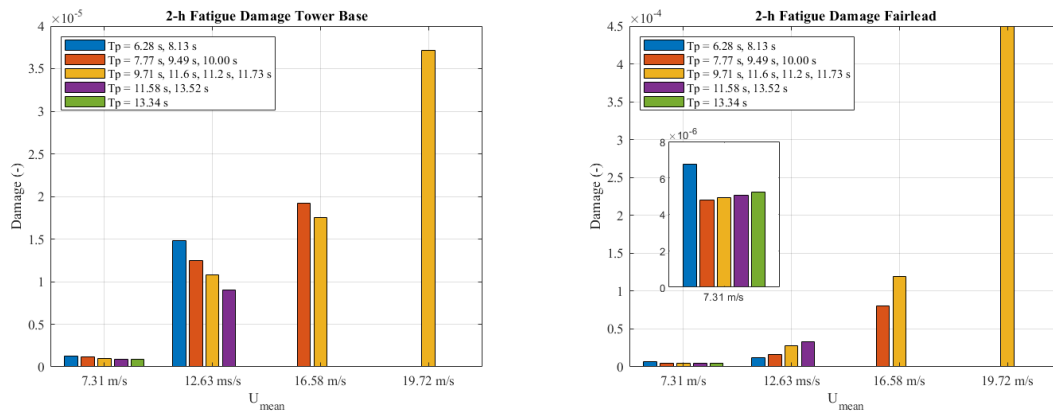 2-h Fatigue Damage Tower Base
×10-5
4
3.5
3
2.5
2
1.5
1
0.5
0
Damage (-)
Tp = 6.28 s, 8.13 s
Tp = 7.77 s, 9.49 s, 10.00 s
Tp = 9.71 s, 11.6 s, 11.2 s, 11.73 s
Tp = 11.58 s, 13.52 s
Tp = 13.34 s
7.31 m/s 12.63 ms/s 16.58 m/s 19.72 m/s
Umean
2-h Fatigue Damage Fairlead
×10-4
4.5
4
3.5
3
2.5
2
1.5
1
0.5
0
Damage (-)
Tp = 6.28 s, 8.13 s
Tp = 7.77 s, 9.49 s, 10.00 s
Tp = 9.71 s, 11.6 s, 11.2 s, 11.73 s
Tp = 11.58 s, 13.52 s
Tp = 13.34 s
×10-6
8
6
4
2
0
7.31 m/s
7.31 m/s 12.63 m/s 16.58 m/s 19.72 m/s
Umean